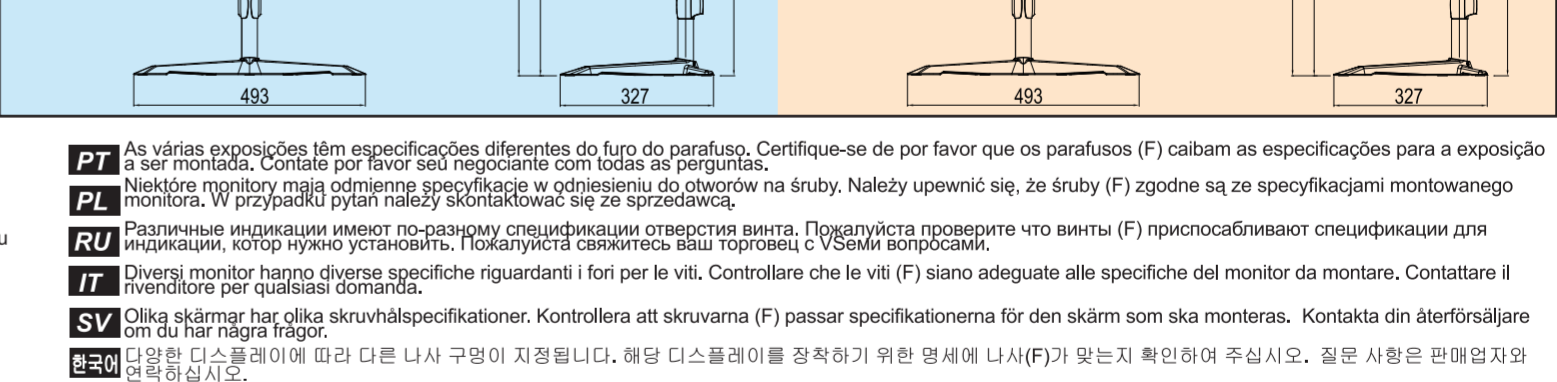 493
327
493
327
PT As várias exposições têm especificações diferentes do furo do parafuso. Certifique-se de por favor que os parafusos (F) caibam as especificações para a exposição
a ser montada. Contate por favor seu negociante com todas as perguntas.
PL Niektóre monitory mają odmienne specyfikacje w odniesieniu do otworów na śruby. Należy upewnić się, że śruby (F) zgodne są ze specyfikacjami montowanego
monitora. W przypadku pytań należy skontaktować się ze sprzedawcą.
u
RU Различные индикации имеют по-разному спецификации отверстия винта. Пожалуйста проверите что винты (F) приспосабливают спецификации для
индикации, котор нужно установить. Пожалуйста свяжитесь ваш торговец с VSеми вопросами.
IT Diversi monitor hanno diverse specifiche riguardanti i fori per le viti. Controllare che le viti (F) siano adeguate alle specifiche del monitor da montare. Contattare il
rivenditore per qualsiasi domanda.
SV Olika skärmar har olika skruvhålspecifikationer. Kontrollera att skruvarna (F) passar specifikationerna för den skärm som ska monteras. Kontakta din återförsäljare
om du har några frågor.
한국어 다양한 디스플레이에 따라 다른 나사 구멍이 지정됩니다. 해당 디스플레이를 장착하기 위한 명세에 나사(F)가 맞는지 확인하여 주십시오. 질문 사항은 판매업자와
연락하십시오.